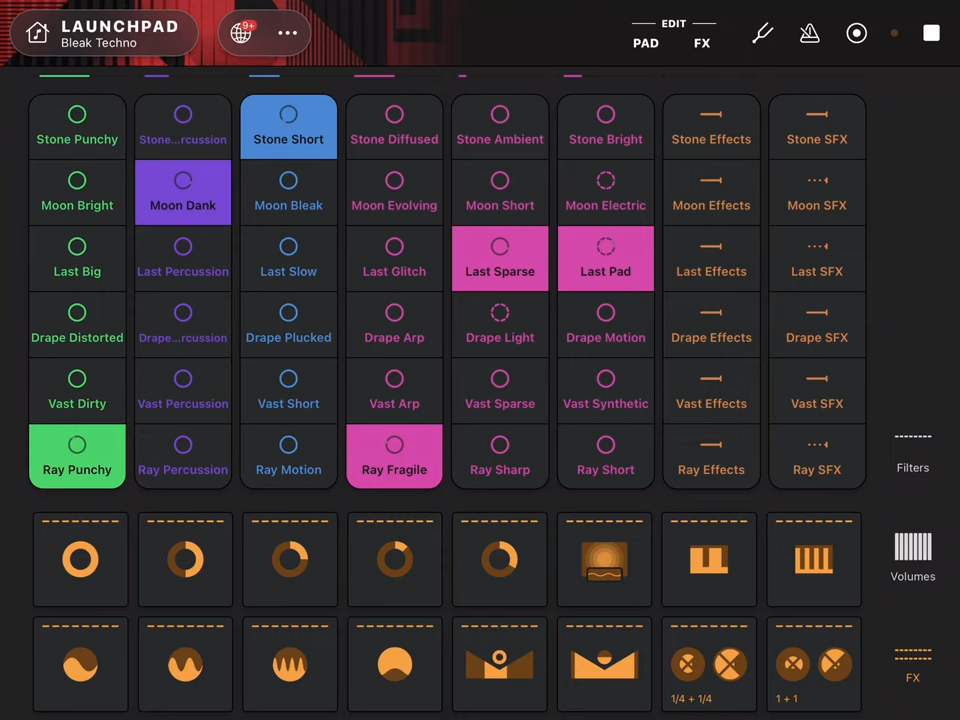 LAUNCHPAD
Bleak Techno
9+
EDIT
PAD FX
Stone Punchy Stone...rcussion Stone Short Stone Diffused Stone Ambient Stone Bright Stone Effects Stone SFX
Moon Bright Moon Dank Moon Bleak Moon Evolving Moon Short Moon Electric Moon Effects Moon SFX
Last Big Last Percussion Last Slow Last Glitch Last Sparse Last Pad Last Effects Last SFX
Drape Distorted Drape...rcussion Drape Plucked Drape Arp Drape Light Drape Motion Drape Effects Drape SFX
Vast Dirty Vast Percussion Vast Short Vast Arp Vast Sparse Vast Synthetic Vast Effects Vast SFX
Ray Punchy Ray Percussion Ray Motion Ray Fragile Ray Sharp Ray Short Ray Effects Ray SFX
Filters
Volumes
FX
1/4 + 1/4 1 + 1